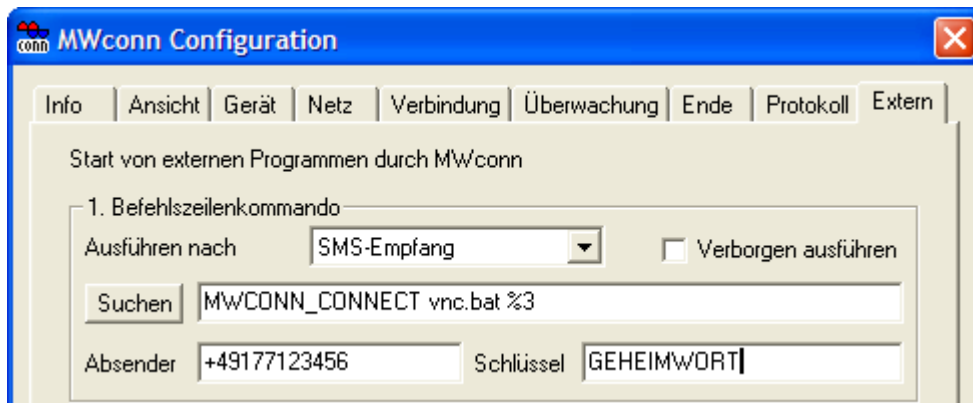 conn MWconn Configuration
Info Ansicht Gerät Netz Verbindung Überwachung Ende Protokoll Extern
Start von externen Programmen durch MWconn
1. Befehlszeilenkommando
Ausführen nach SMS-Empfang Verborgen ausführen
Suchen MWCONN_CONNECT vnc.bat %3
Absender +49177123456 Schlüssel GEHEIMWORT